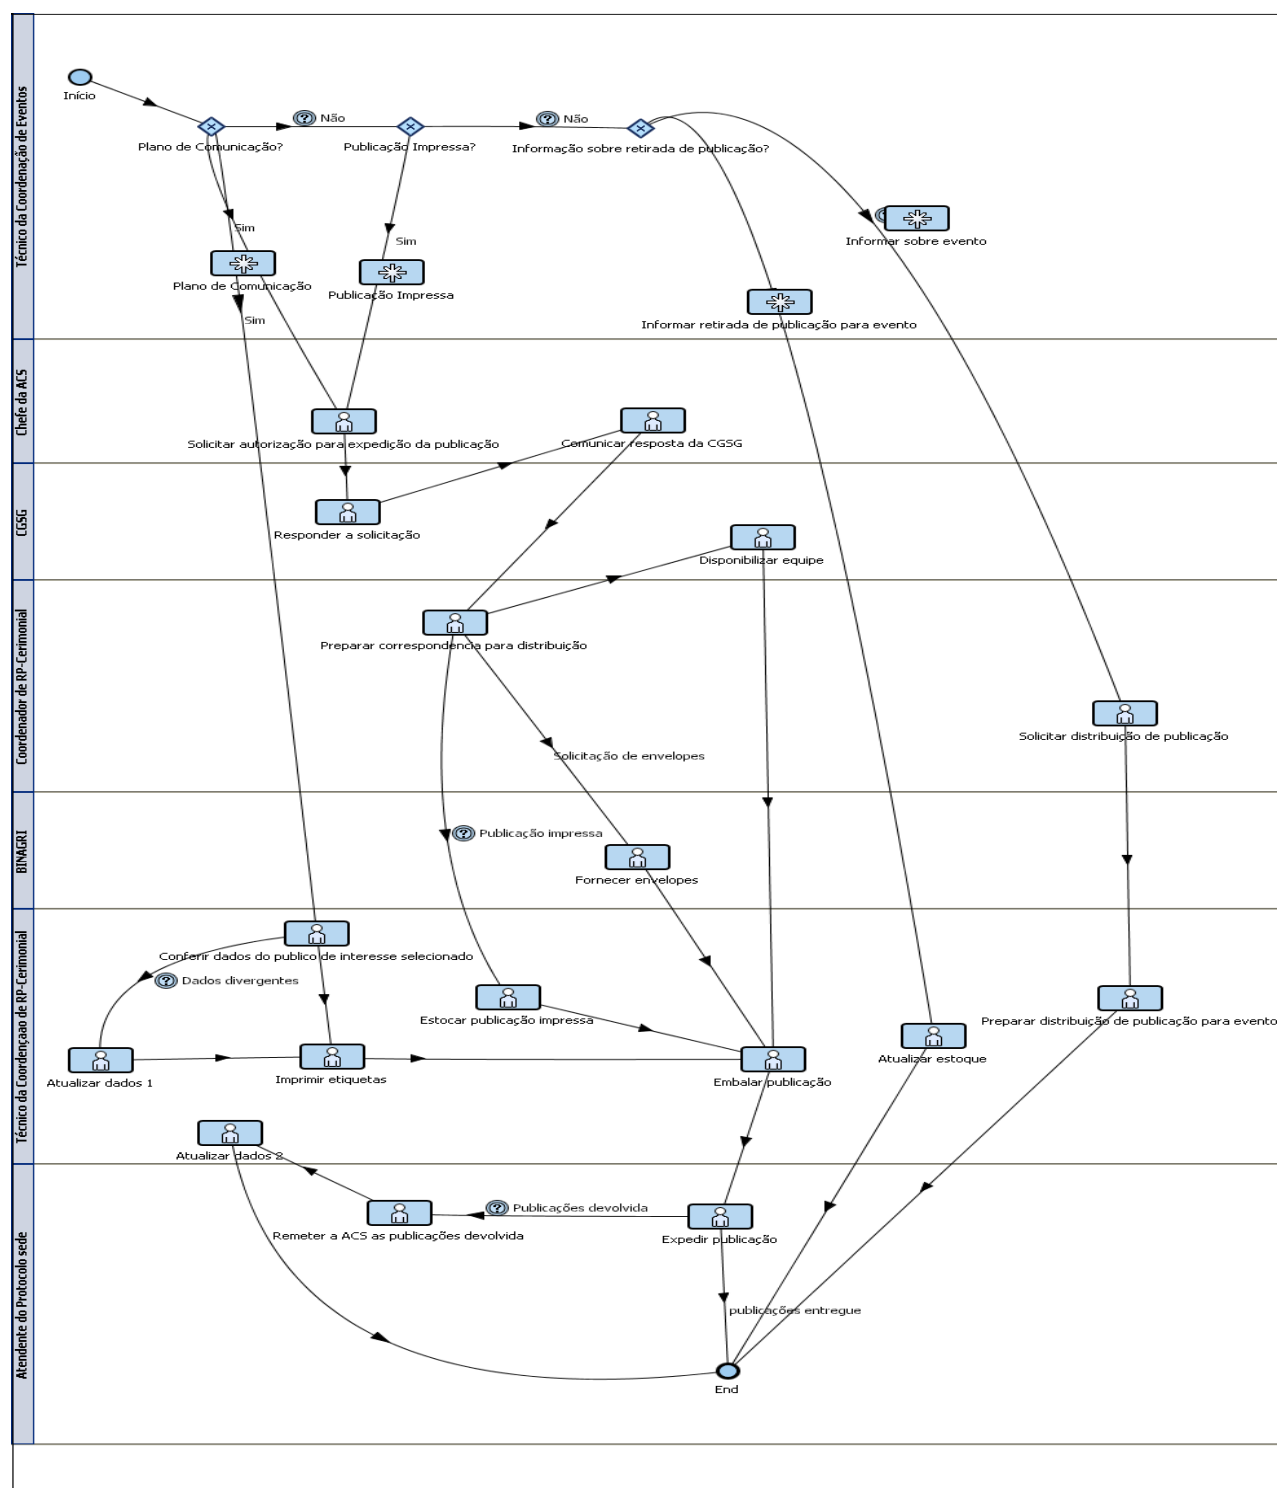 Técnico da Coordenação de Eventos
Início
Não
Não
Plano de Comunicação?
Publicação Impressa?
Informação sobre retirada de publicação?
Sim
Sim
Informar sobre evento
Plano de Comunicação
Publicação Impressa
Sim
Informar retirada de publicação para evento
Chefe da ACS
Solicitar autorização para expedição da publicação
Comunicar resposta da CGSG
CGSG
Responder a solicitação
Disponibilizar equipe
Coordenador de RP-Cerimonial
Preparar correspondencia para distribuição
Solicitar distribuição de publicação
Solicitação de envelopes
BINAGRI
Publicação impressa
Fornecer envelopes
Técnico da Coordençaao de RP-Cerimonial
Conferir dados do publico de interesse selecionado
Dados divergentes
Estocar publicação impressa
Preparar distribuição de publicação para evento
Atualizar estoque
Atualizar dados 1
Imprimir etiquetas
Embalar publicação
Atualizar dados 2
Atendente do Protocolo sede
Publicações devolvida
Remeter a ACS as publicações devolvida
Expedir publicação
publicações entregue
End